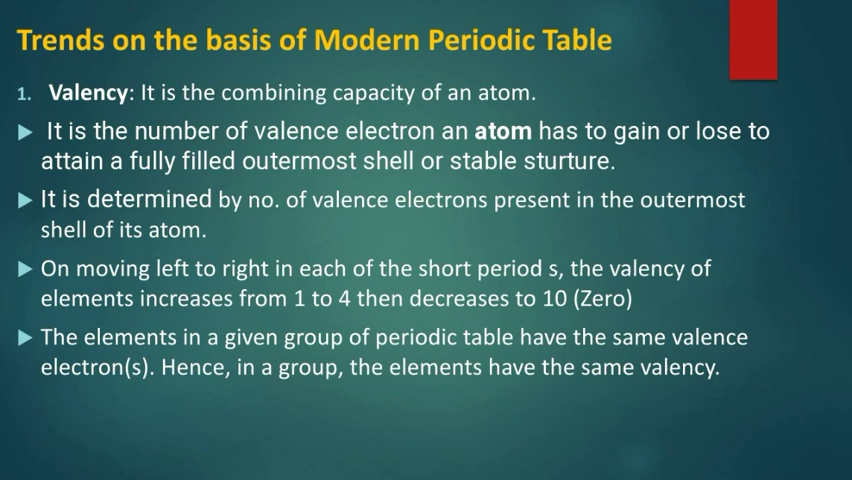 Trends on the basis of Modern Periodic Table
1. Valency: It is the combining capacity of an atom.
It is the number of valence electron an atom has to gain or lose to
attain a fully filled outermost shell or stable sturture.
It is determined by no. of valence electrons present in the outermost
shell of its atom.
On moving left to right in each of the short period s, the valency of
elements increases from 1 to 4 then decreases to 10 (Zero)
The elements in a given group of periodic table have the same valence
electron(s). Hence, in a group, the elements have the same valency.